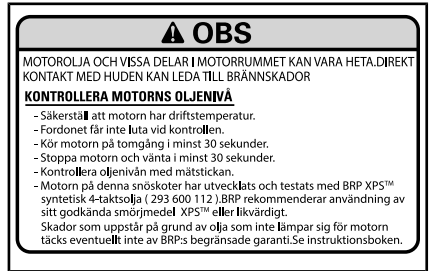 OBS
MOTOROLJA OCH VISSA DELAR I MOTORRUMMET KAN VARA HETA.DIREKT
KONTAKT MED HUDEN KAN LEDA TILL BRÄNNSKADOR
KONTROLLERA MOTORNS OLJENIVÅ
- Säkerställ att motorn har driftstemperatur.
- Fordonet får inte luta vid kontrollen.
- Kör motorn på tomgång i minst 30 sekunder.
- Stoppa motorn och vänta i minst 30 sekunder.
- Kontrollera oljenivån med mätstickan.
- Motorn på denna snöskoter har utvecklats och testats med BRP XPS™
syntetisk 4-taktsolja ( 293 600 112 ).BRP rekommenderar användning av
sitt godkända smörjmedel XPS™ eller likvärdigt.
Skador som uppstår på grund av olja som inte lämpar sig för motorn
täcks eventuellt inte av BRP:s begränsade garanti.Se instruktionsboken.